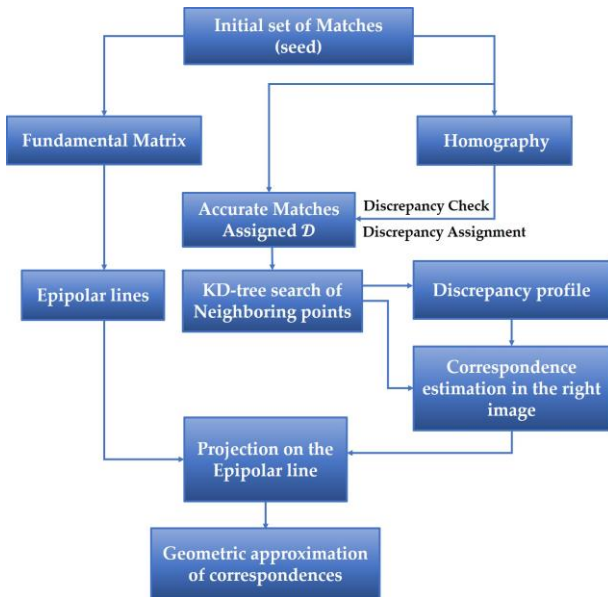 Initial set of Matches
(seed)
Fundamental Matrix
Homography
Accurate Matches
Assigned 𝒟
Discrepancy Check
Discrepancy Assignment
Epipolar lines
KD-tree search of
Neighboring points
Discrepancy profile
Correspondence
estimation in the right
image
Projection on the
Epipolar line
Geometric approximation
of correspondences